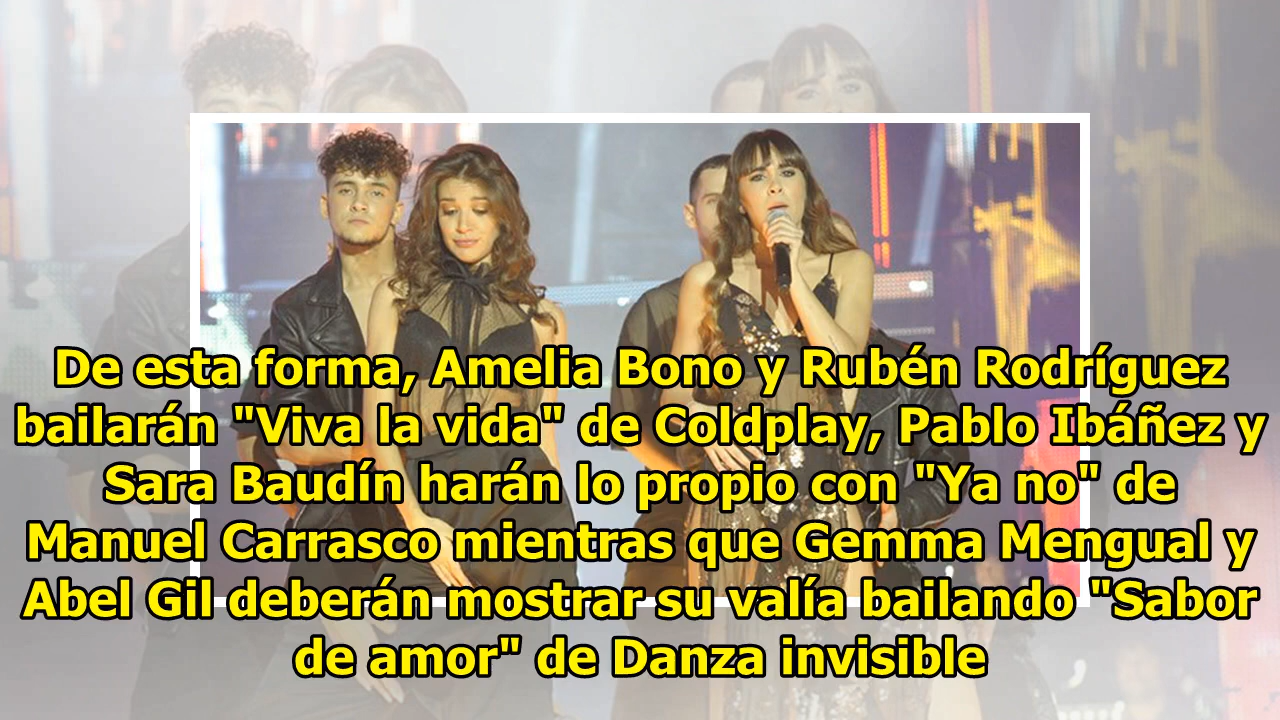 De esta forma, Amelia Bono y Rubén Rodríguez
bailarán "Viva la vida" de Coldplay, Pablo Ibáñez y
Sara Baudín harán lo propio con "Ya no" de
Manuel Carrasco mientras que Gemma Mengual y
Abel Gil deberán mostrar su valía bailando "Sabor
de amor" de Danza invisible